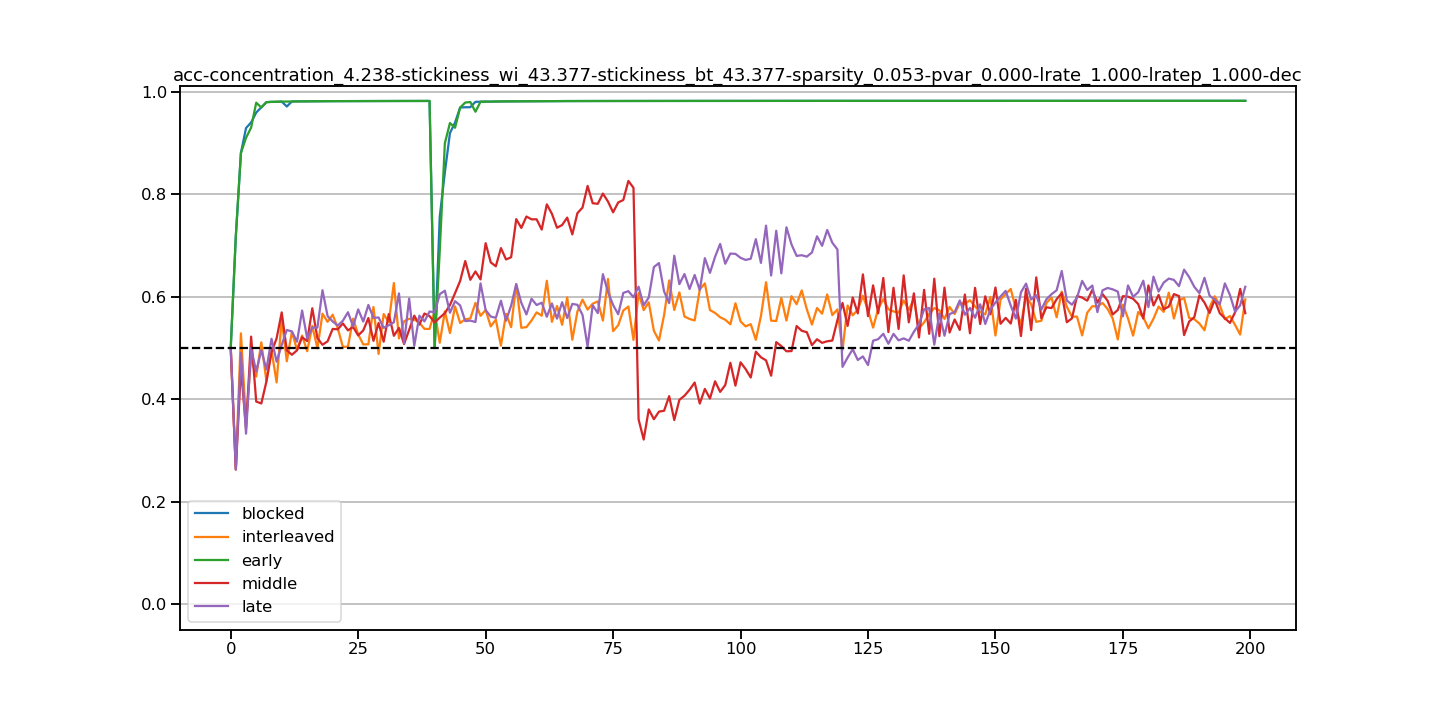 acc-concentration_4.238-stickiness_wi_43.377-stickiness_bt_43.377-sparsity_0.053-pvar_0.000-lrate_1.000-lratep_1.000-dec
1.0
0.8
0.6
0.4
0.2
0.0
blocked
interleaved
early
middle
late
0 25 50 75 100 125 150 175 200